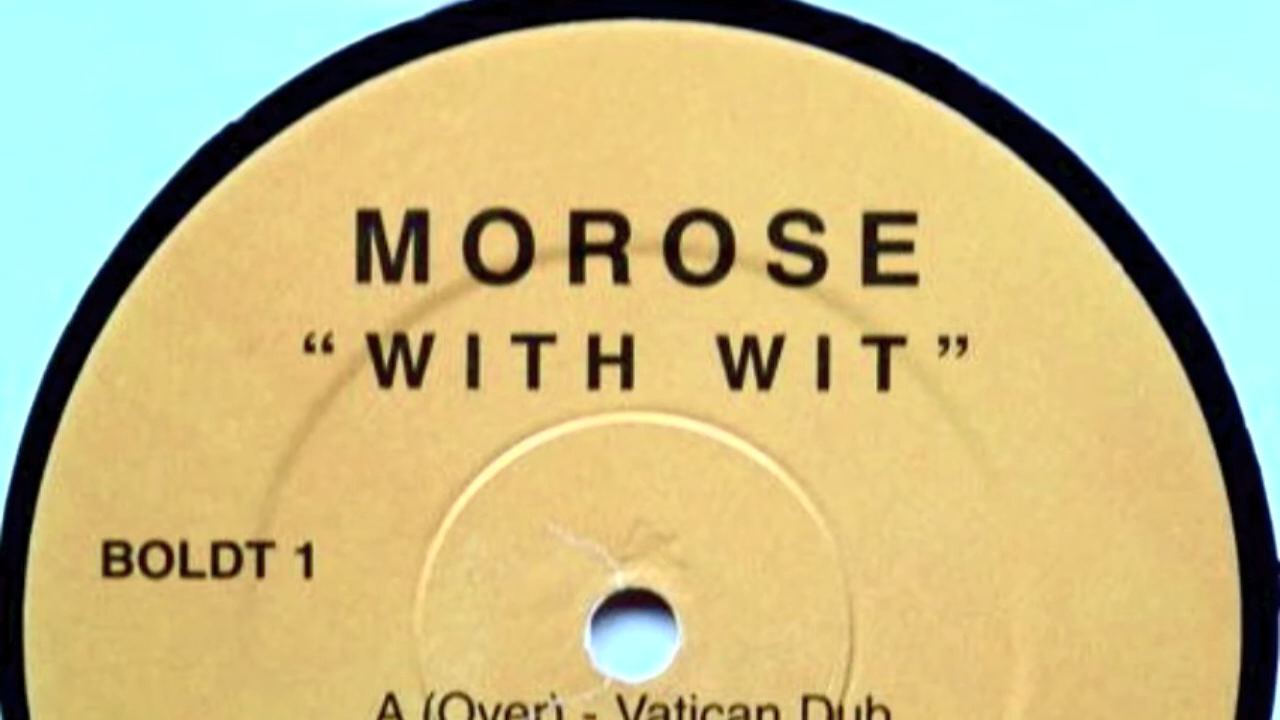 MOROSE
“WITH WIT”
BOLDT 1
A (Over) - Vatican Dub